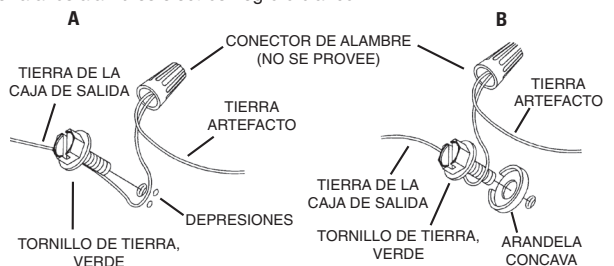 A
B
CONECTOR DE ALAMBRE
(NO SE PROVEE)
TIERRA DE LA
CAJA DE SALIDA
TIERRA
ARTEFACTO
DEPRESIONES
TORNILLO DE TIERRA,
VERDE
TIERRA
ARTEFACTO
TIERRA DE LA
CAJA DE SALIDA
TORNILLO DE TIERRA,
VERDE
ARANDELA
CONCAVA